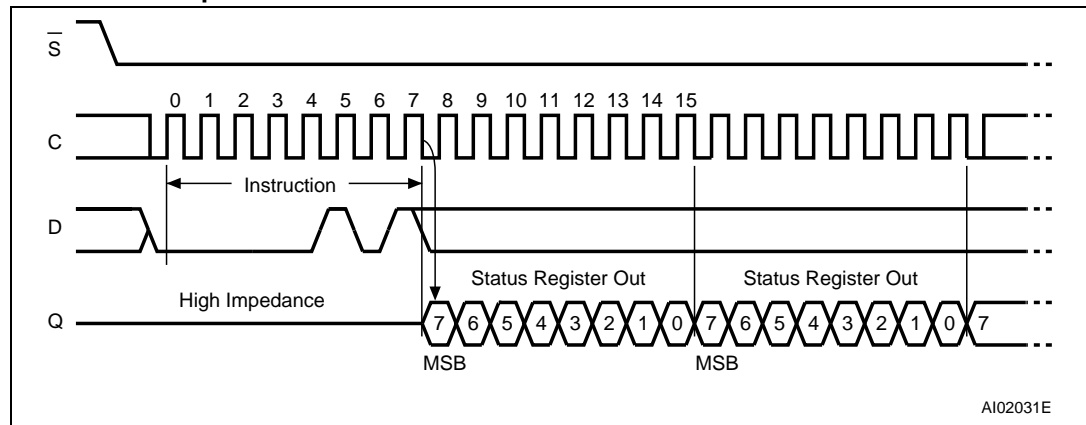 S
0 1 2 3 4 5 6 7 8 9 10 11 12 13 14 15
C
Instruction
D
Status Register Out Status Register Out
High Impedance
Q 7 6 5 4 3 2 1 0 7 6 5 4 3 2 1 0 7
MSB MSB
AI02031E